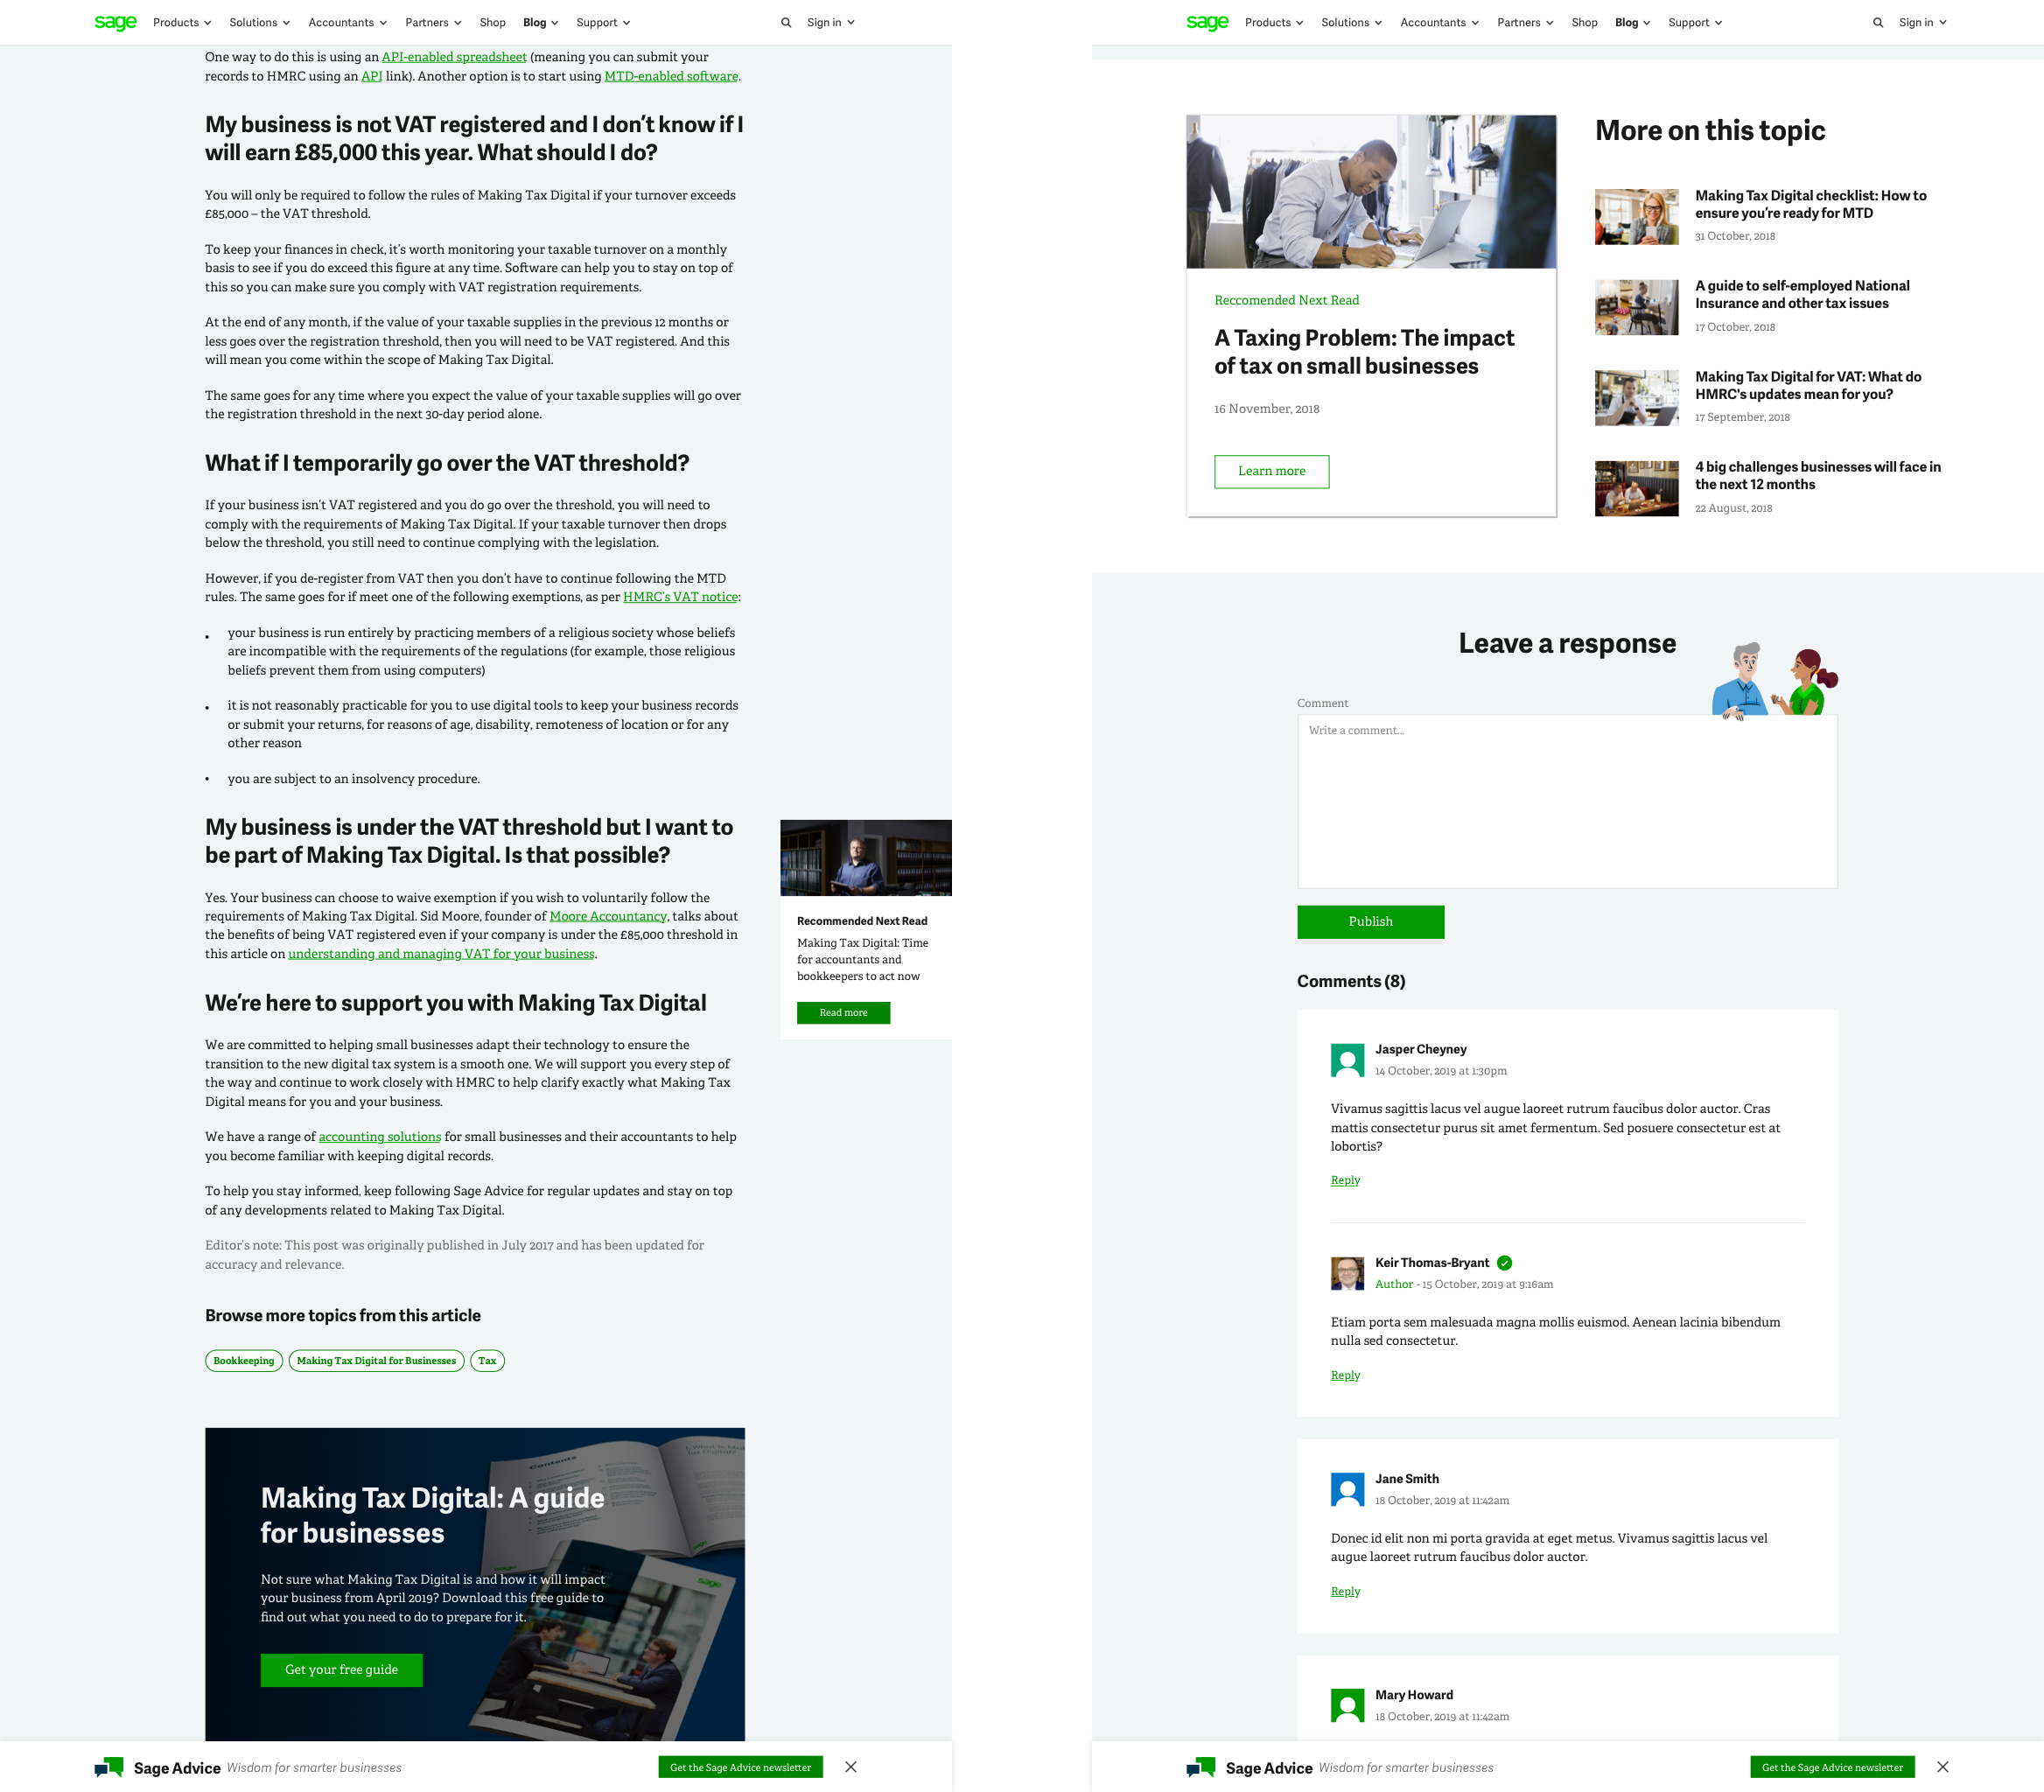 sage Products Solutions Accountants Partners Shop Blog Support Sign in
One way to do this is using an API-enabled spreadsheet (meaning you can submit your
records to HMRC using an API link). Another option is to start using MTD-enabled software.
My business is not VAT registered and I don’t know if I
will earn £85,000 this year. What should I do?
You will only be required to follow the rules of Making Tax Digital if your turnover exceeds
£85,000 – the VAT threshold.
To keep your finances in check, it’s worth monitoring your taxable turnover on a monthly
basis to see if you do exceed this figure at any time. Software can help you to stay on top of
this so you can make sure you comply with VAT registration requirements.
At the end of any month, if the value of your taxable supplies in the previous 12 months or
less goes over the registration threshold, then you will need to be VAT registered. And this
will mean you come within the scope of Making Tax Digital.
The same goes for any time where you expect the value of your taxable supplies will go over
the registration threshold in the next 30-day period alone.
What if I temporarily go over the VAT threshold?
If your business isn’t VAT registered and you do go over the threshold, you will need to
comply with the requirements of Making Tax Digital. If your taxable turnover then drops
below the threshold, you still need to continue complying with the legislation.
However, if you de-register from VAT then you don’t have to continue following the MTD
rules. The same goes for if meet one of the following exemptions, as per HMRC’s VAT notice:
• your business is run entirely by practicing members of a religious society whose beliefs
are incompatible with the requirements of the regulations (for example, those religious
beliefs prevent them from using computers)
• it is not reasonably practicable for you to use digital tools to keep your business records
or submit your returns, for reasons of age, disability, remoteness of location or for any
other reason
• you are subject to an insolvency procedure.
My business is under the VAT threshold but I want to
be part of Making Tax Digital. Is that possible?
Yes. Your business can choose to waive exemption if you wish to voluntarily follow the
requirements of Making Tax Digital. Sid Moore, founder of Moore Accountancy, talks about
the benefits of being VAT registered even if your company is under the £85,000 threshold in
this article on understanding and managing VAT for your business.
Recommended Next Read
Making Tax Digital: Time
for accountants and
bookkeepers to act now
Read more
We’re here to support you with Making Tax Digital
We are committed to helping small businesses adapt their technology to ensure the
transition to the new digital tax system is a smooth one. We will support you every step of
the way and continue to work closely with HMRC to help clarify exactly what Making Tax
Digital means for you and your business.
We have a range of accounting solutions for small businesses and their accountants to help
you become familiar with keeping digital records.
To help you stay informed, keep following Sage Advice for regular updates and stay on top
of any developments related to Making Tax Digital.
Editor’s note: This post was originally published in July 2017 and has been updated for
accuracy and relevance.
Browse more topics from this article
Bookkeeping Making Tax Digital for Businesses Tax
Contents
Making Tax Digital: A guide
for businesses
Not sure what Making Tax Digital is and how it will impact
your business from April 2019? Download this free guide to
find out what you need to do to prepare for it.
sage
Get your free guide
Sage Advice Wisdom for smarter businesses Get the Sage Advice newsletter
sage Products Solutions Accountants Partners Shop Blog Support Sign in
Reccomended Next Read
A Taxing Problem: The impact
of tax on small businesses
16 November, 2018
Learn more
More on this topic
Making Tax Digital checklist: How to
ensure you’re ready for MTD
31 October, 2018
A guide to self-employed National
Insurance and other tax issues
17 October, 2018
Making Tax Digital for VAT: What do
HMRC's updates mean for you?
17 September, 2018
4 big challenges businesses will face in
the next 12 months
22 August, 2018
Leave a response
Comment
Write a comment...
Publish
Comments (8)
Jasper Cheyney
14 October, 2019 at 1:30pm
Vivamus sagittis lacus vel augue laoreet rutrum faucibus dolor auctor. Cras
mattis consectetur purus sit amet fermentum. Sed posuere consectetur est at
lobortis?
Reply
Keir Thomas-Bryant
Author - 15 October, 2019 at 9:16am
Etiam porta sem malesuada magna mollis euismod. Aenean lacinia bibendum
nulla sed consectetur.
Reply
Jane Smith
18 October, 2019 at 11:42am
Donec id elit non mi porta gravida at eget metus. Vivamus sagittis lacus vel
augue laoreet rutrum faucibus dolor auctor.
Reply
Mary Howard
18 October, 2019 at 11:42am
Sage Advice Wisdom for smarter businesses Get the Sage Advice newsletter